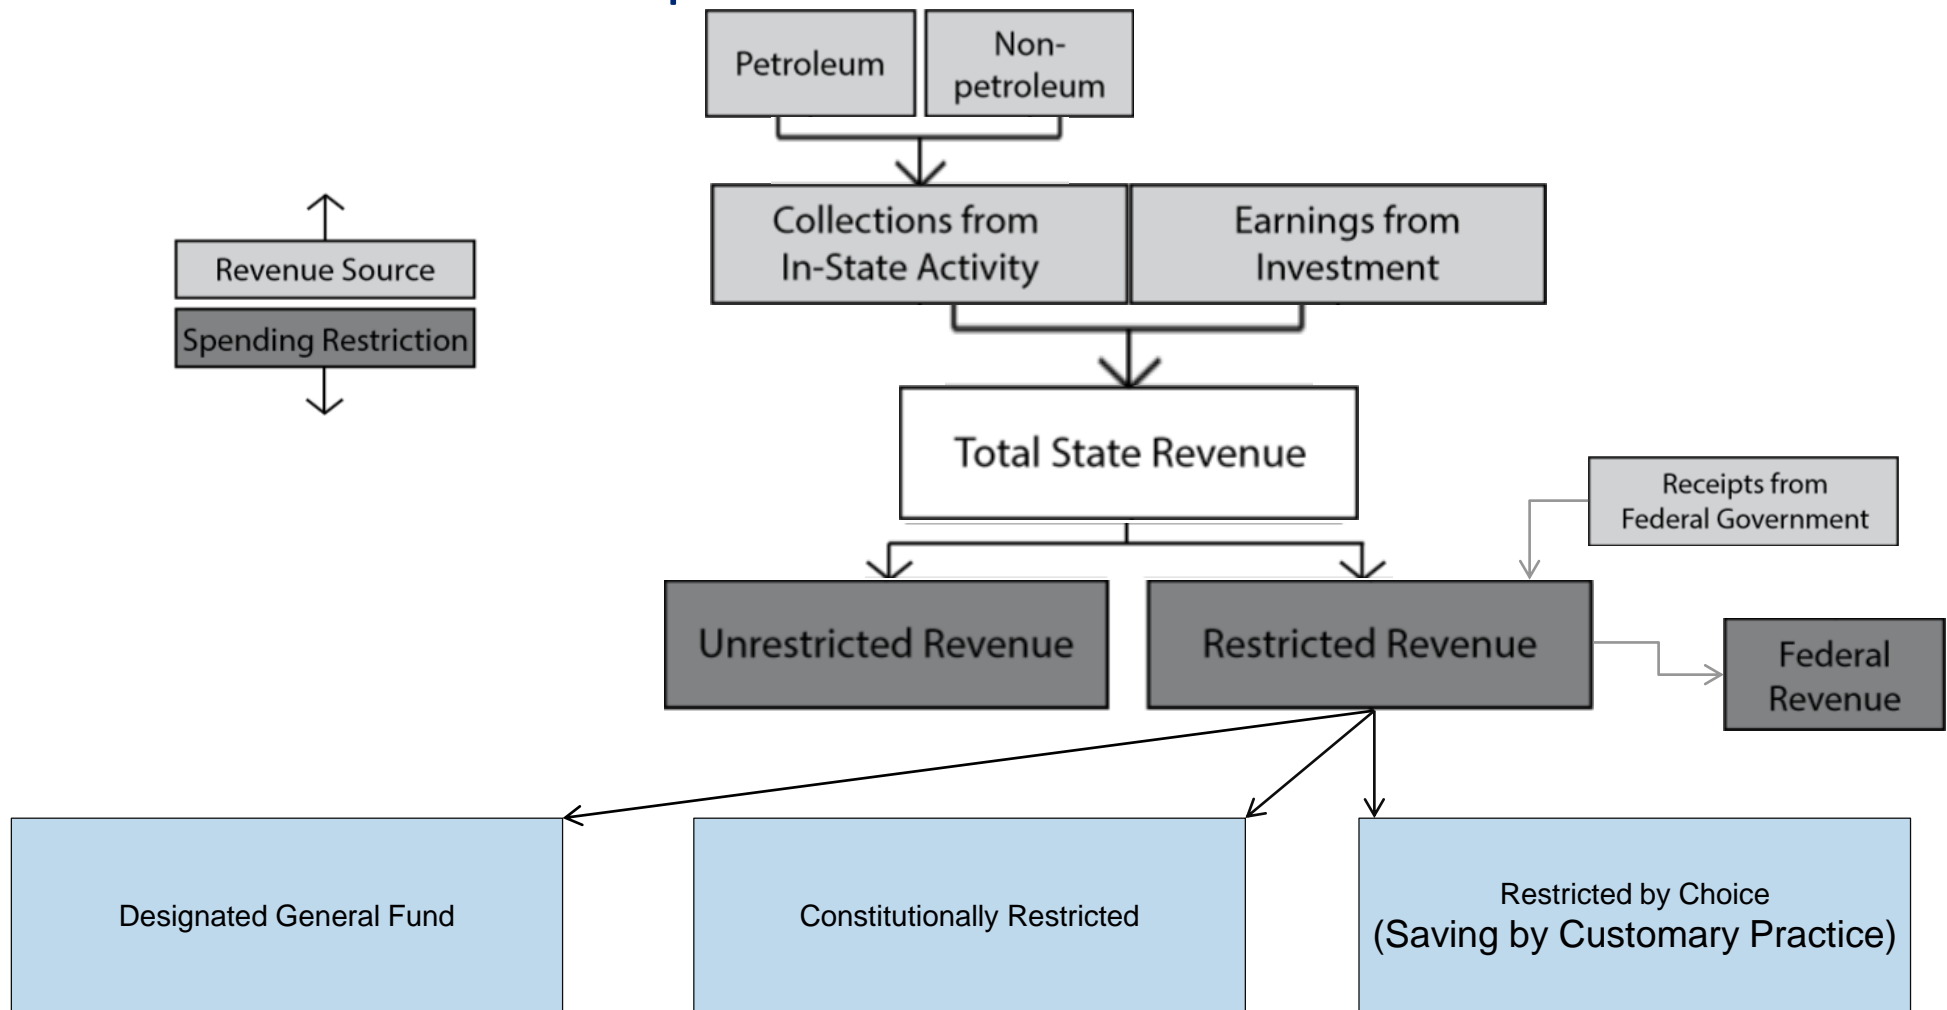 Petroleum
Non-
petroleum
Collections from
In-State Activity
Earnings from
Investment
Revenue Source
Spending Restriction
Total State Revenue
Receipts from
Federal Government
Unrestricted Revenue
Restricted Revenue
Federal
Revenue
Designated General Fund
Constitutionally Restricted
Restricted by Choice
(Saving by Customary Practice)